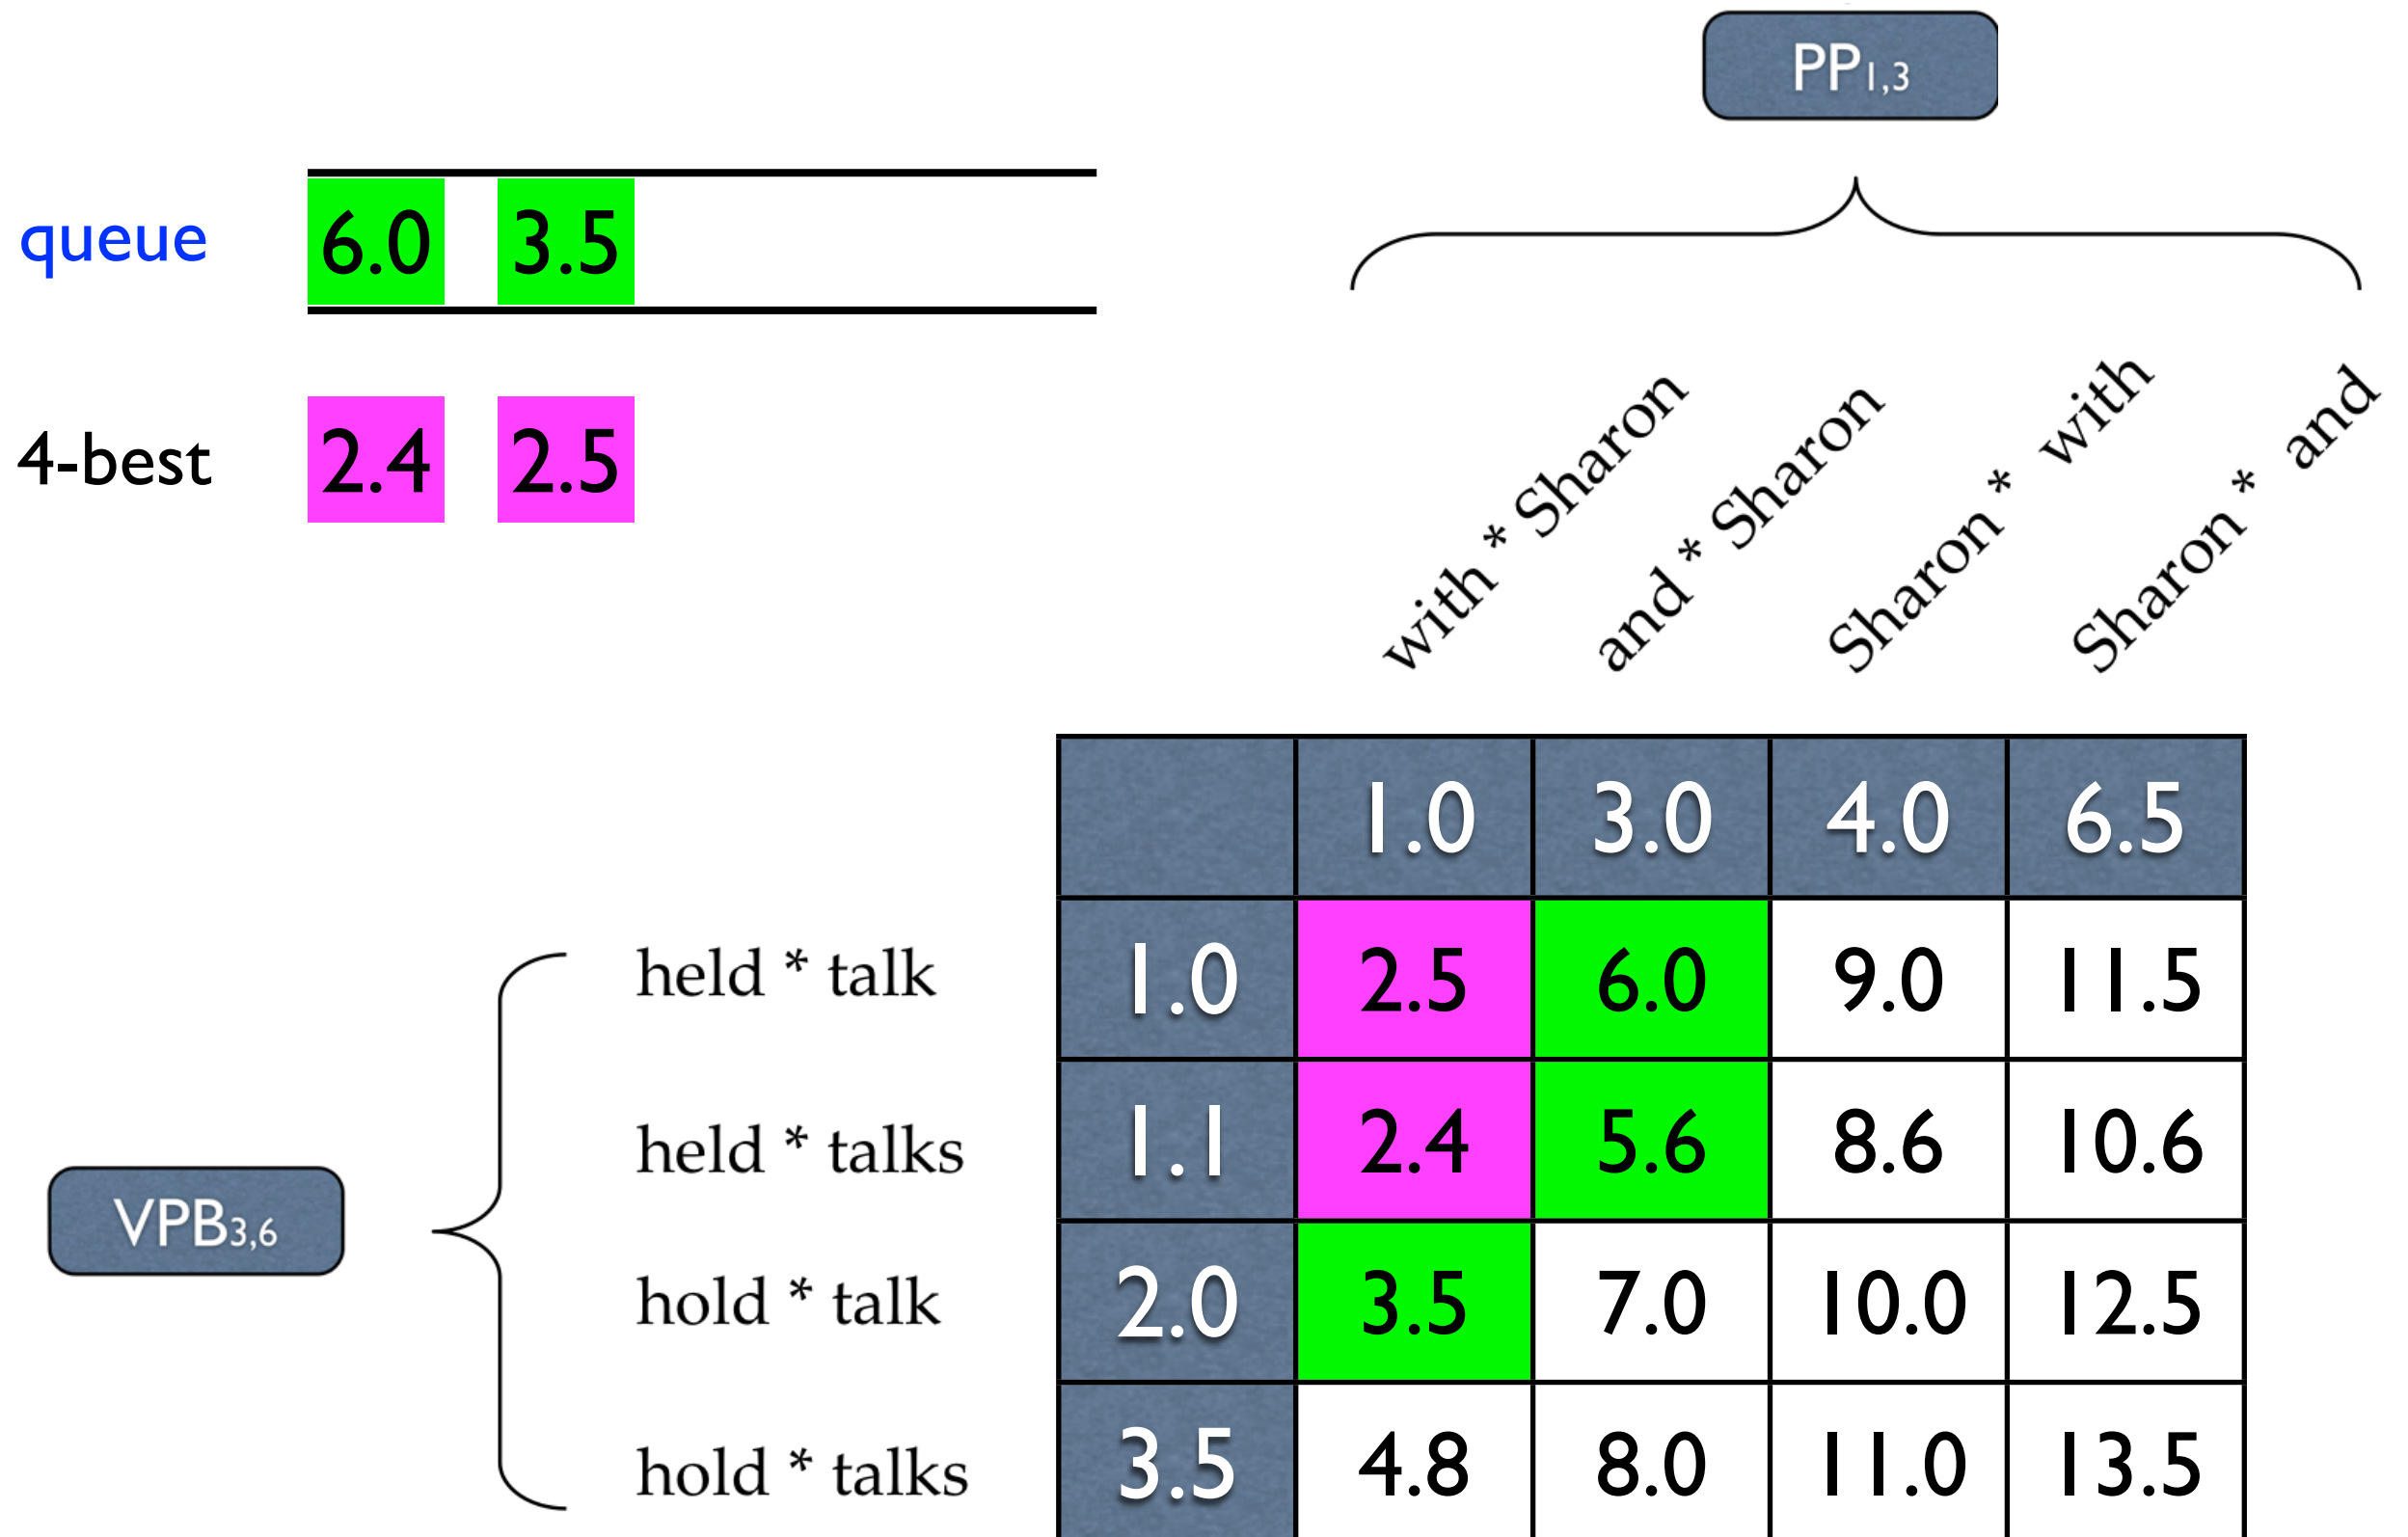 PP1,3
queue 6.0 3.5
4-best 2.4 2.5
with * Sharon
and * Sharon
Sharon * with
Sharon * and
1.0 3.0 4.0 6.5
held * talk 1.0 2.5 6.0 9.0 11.5
held * talks 1.1 2.4 5.6 8.6 10.6
VPB3,6
hold * talk 2.0 3.5 7.0 10.0 12.5
hold * talks 3.5 4.8 8.0 11.0 13.5